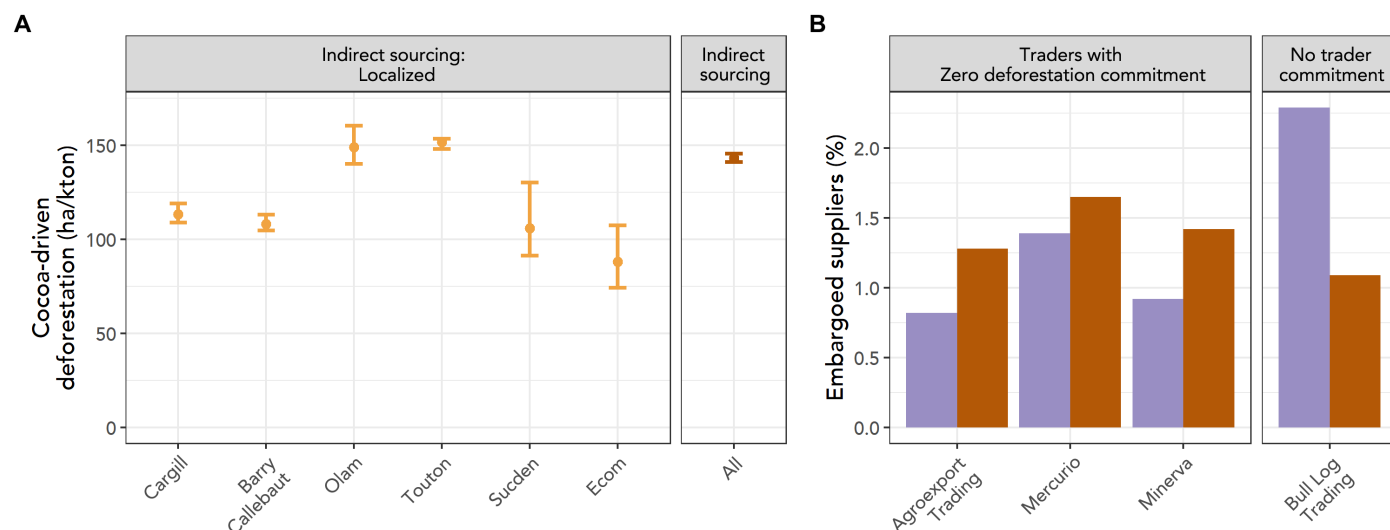 A
Indirect sourcing:
Localized
Indirect
sourcing
Cocoa-driven
deforestation (ha/kton)
150
100
50
0
Cargill
Barry
Callebaut
Olam
Touton
Sucden
Ecom
All
B
Traders with
Zero deforestation commitment
No trader
commitment
Embargoed suppliers (%)
2.0
1.5
1.0
0.5
0.0
Agroexport
Trading
Mercurio
Minerva
Bull Log
Trading